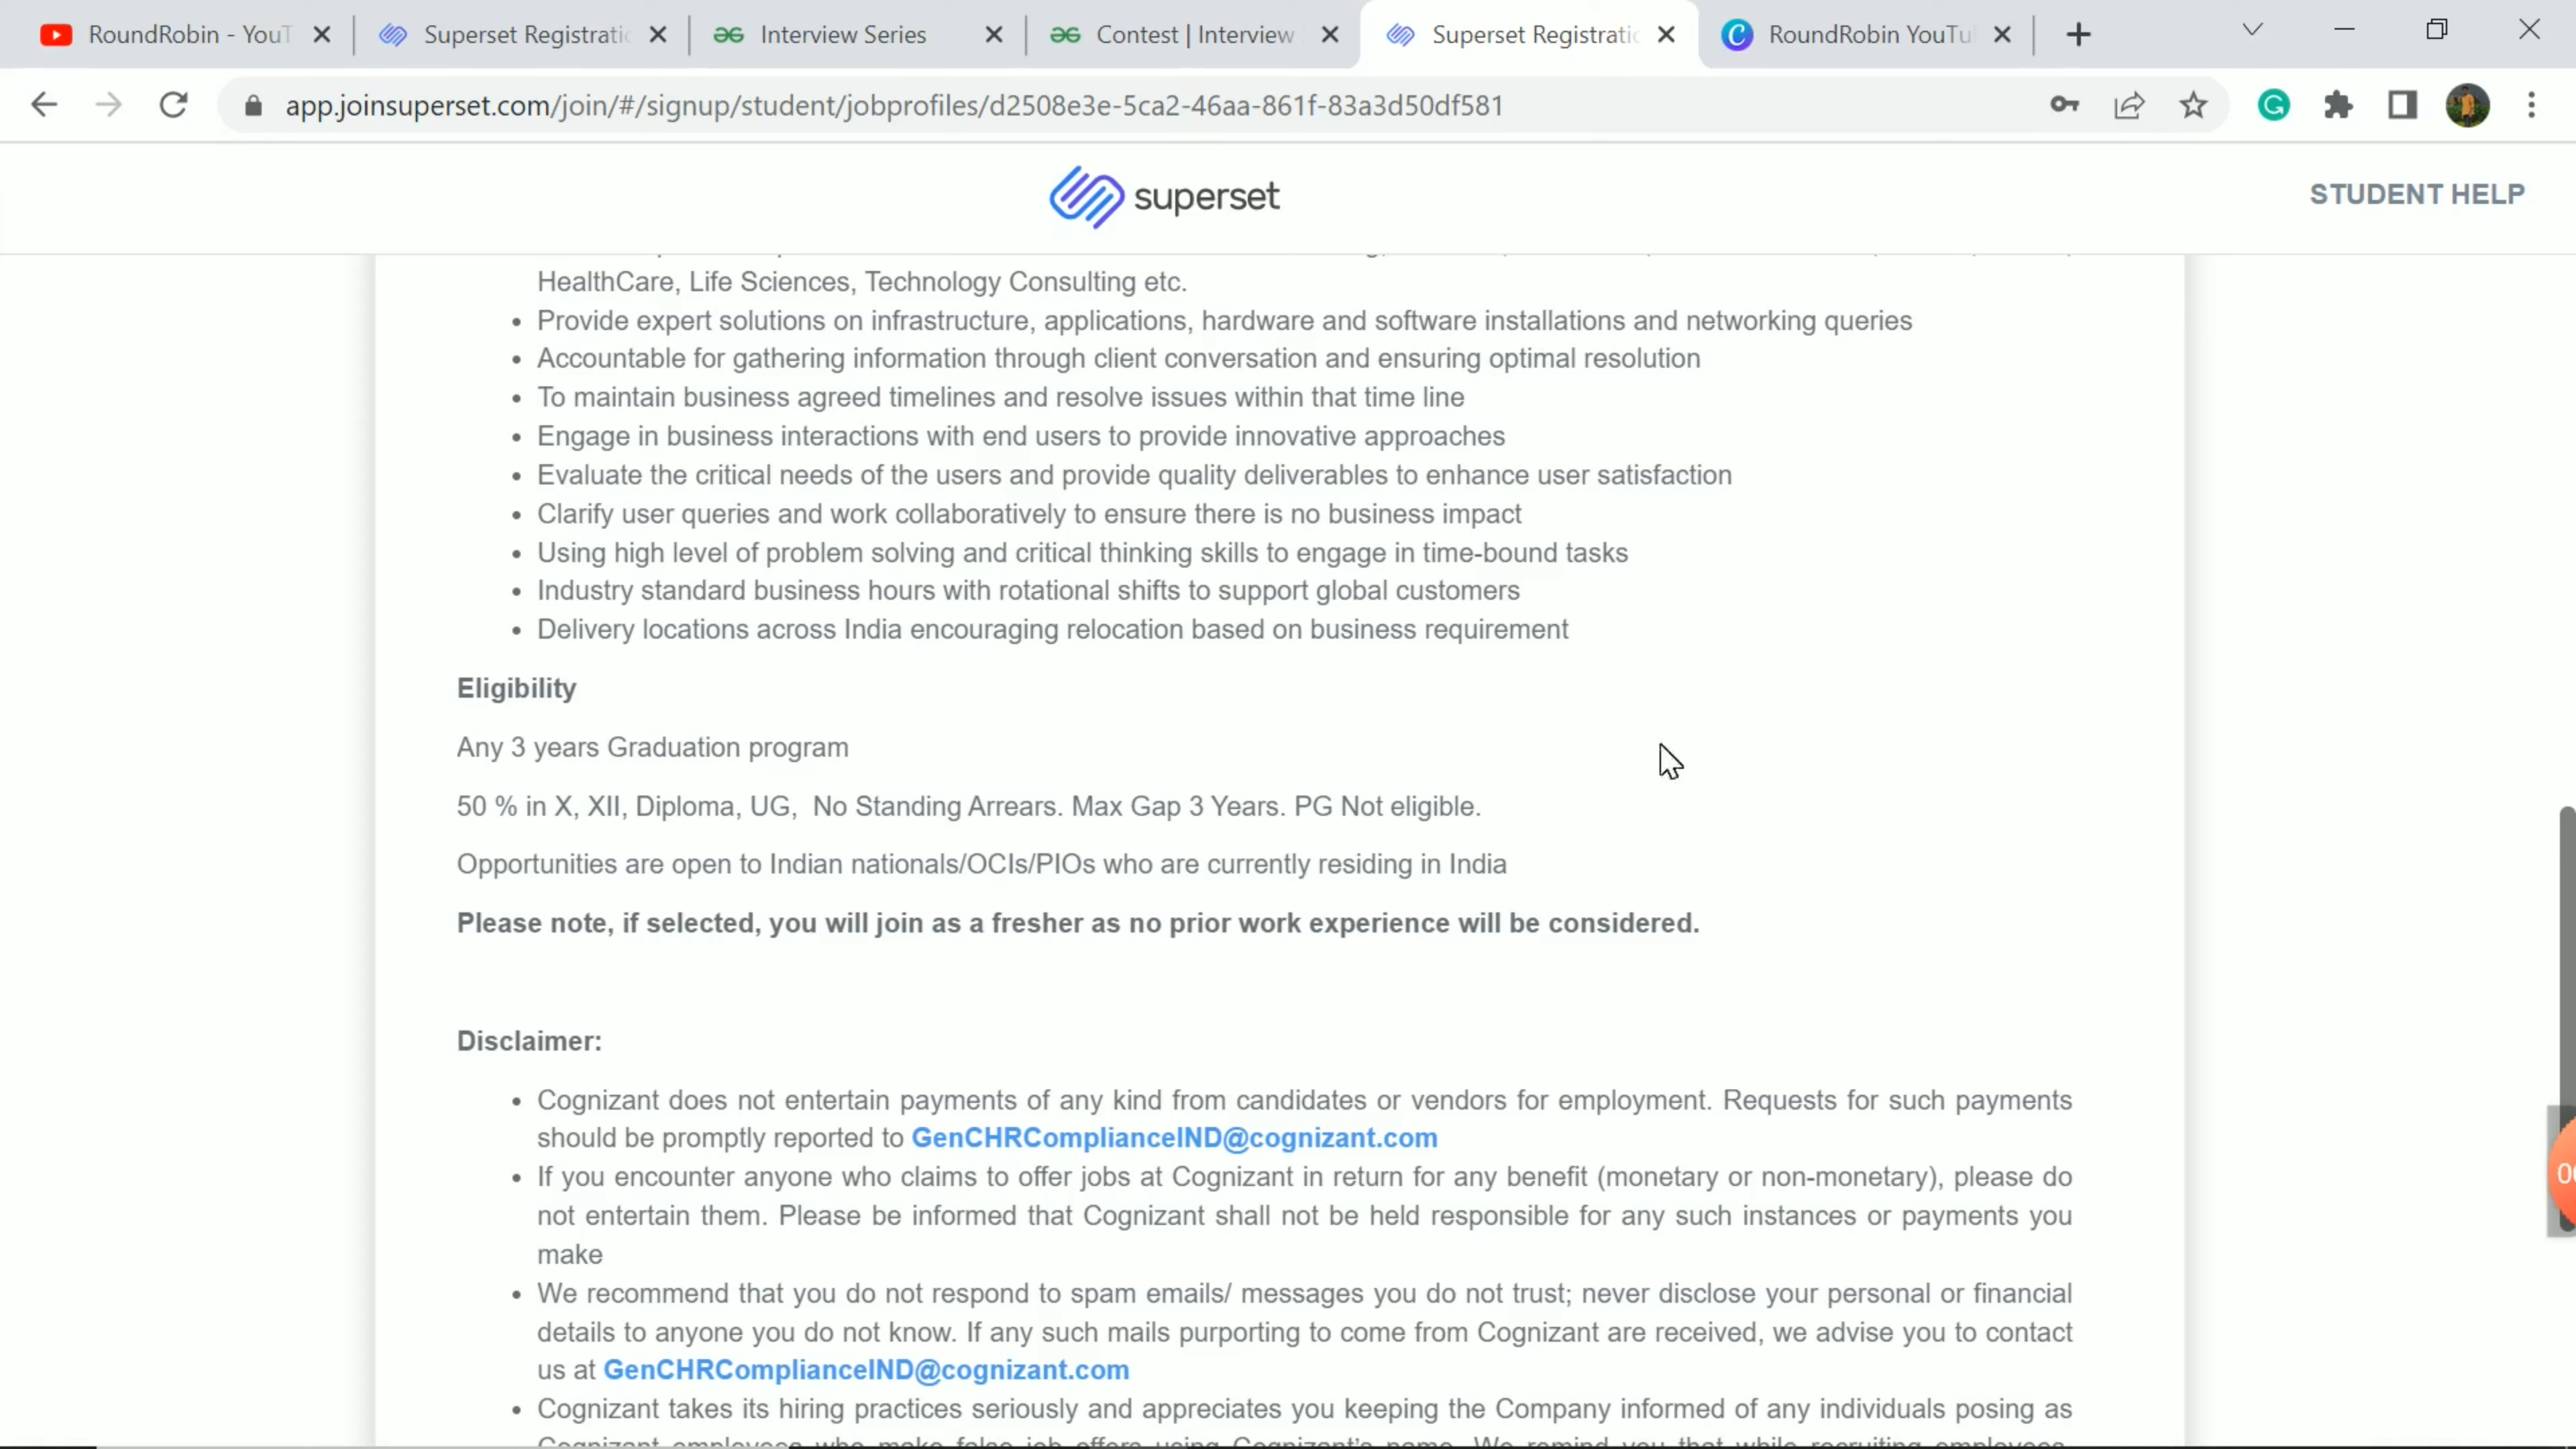 RoundRobin - YouT
Superset Registratio
Interview Series
Contest | Interview
Superset Registratio
RoundRobin YouTu
app.joinsuperset.com/join/#/signup/student/jobprofiles/d2508e3e-5ca2-46aa-861f-83a3d50df581
superset
STUDENT HELP
HealthCare, Life Sciences, Technology Consulting etc.
• Provide expert solutions on infrastructure, applications, hardware and software installations and networking queries
• Accountable for gathering information through client conversation and ensuring optimal resolution
• To maintain business agreed timelines and resolve issues within that time line
• Engage in business interactions with end users to provide innovative approaches
• Evaluate the critical needs of the users and provide quality deliverables to enhance user satisfaction
• Clarify user queries and work collaboratively to ensure there is no business impact
• Using high level of problem solving and critical thinking skills to engage in time-bound tasks
• Industry standard business hours with rotational shifts to support global customers
• Delivery locations across India encouraging relocation based on business requirement
Eligibility
Any 3 years Graduation program
50 % in X, XII, Diploma, UG, No Standing Arrears. Max Gap 3 Years. PG Not eligible.
Opportunities are open to Indian nationals/OCIs/PIOs who are currently residing in India
Please note, if selected, you will join as a fresher as no prior work experience will be considered.
Disclaimer:
• Cognizant does not entertain payments of any kind from candidates or vendors for employment. Requests for such payments
should be promptly reported to GenCHRComplianceIND@cognizant.com
• If you encounter anyone who claims to offer jobs at Cognizant in return for any benefit (monetary or non-monetary), please do
not entertain them. Please be informed that Cognizant shall not be held responsible for any such instances or payments you
make
• We recommend that you do not respond to spam emails/ messages you do not trust; never disclose your personal or financial
details to anyone you do not know. If any such mails purporting to come from Cognizant are received, we advise you to contact
us at GenCHRComplianceIND@cognizant.com
• Cognizant takes its hiring practices seriously and appreciates you keeping the Company informed of any individuals posing as
Cognizant employees who make false job offers using Cognizant's name. We remind you that while recruiting employees,